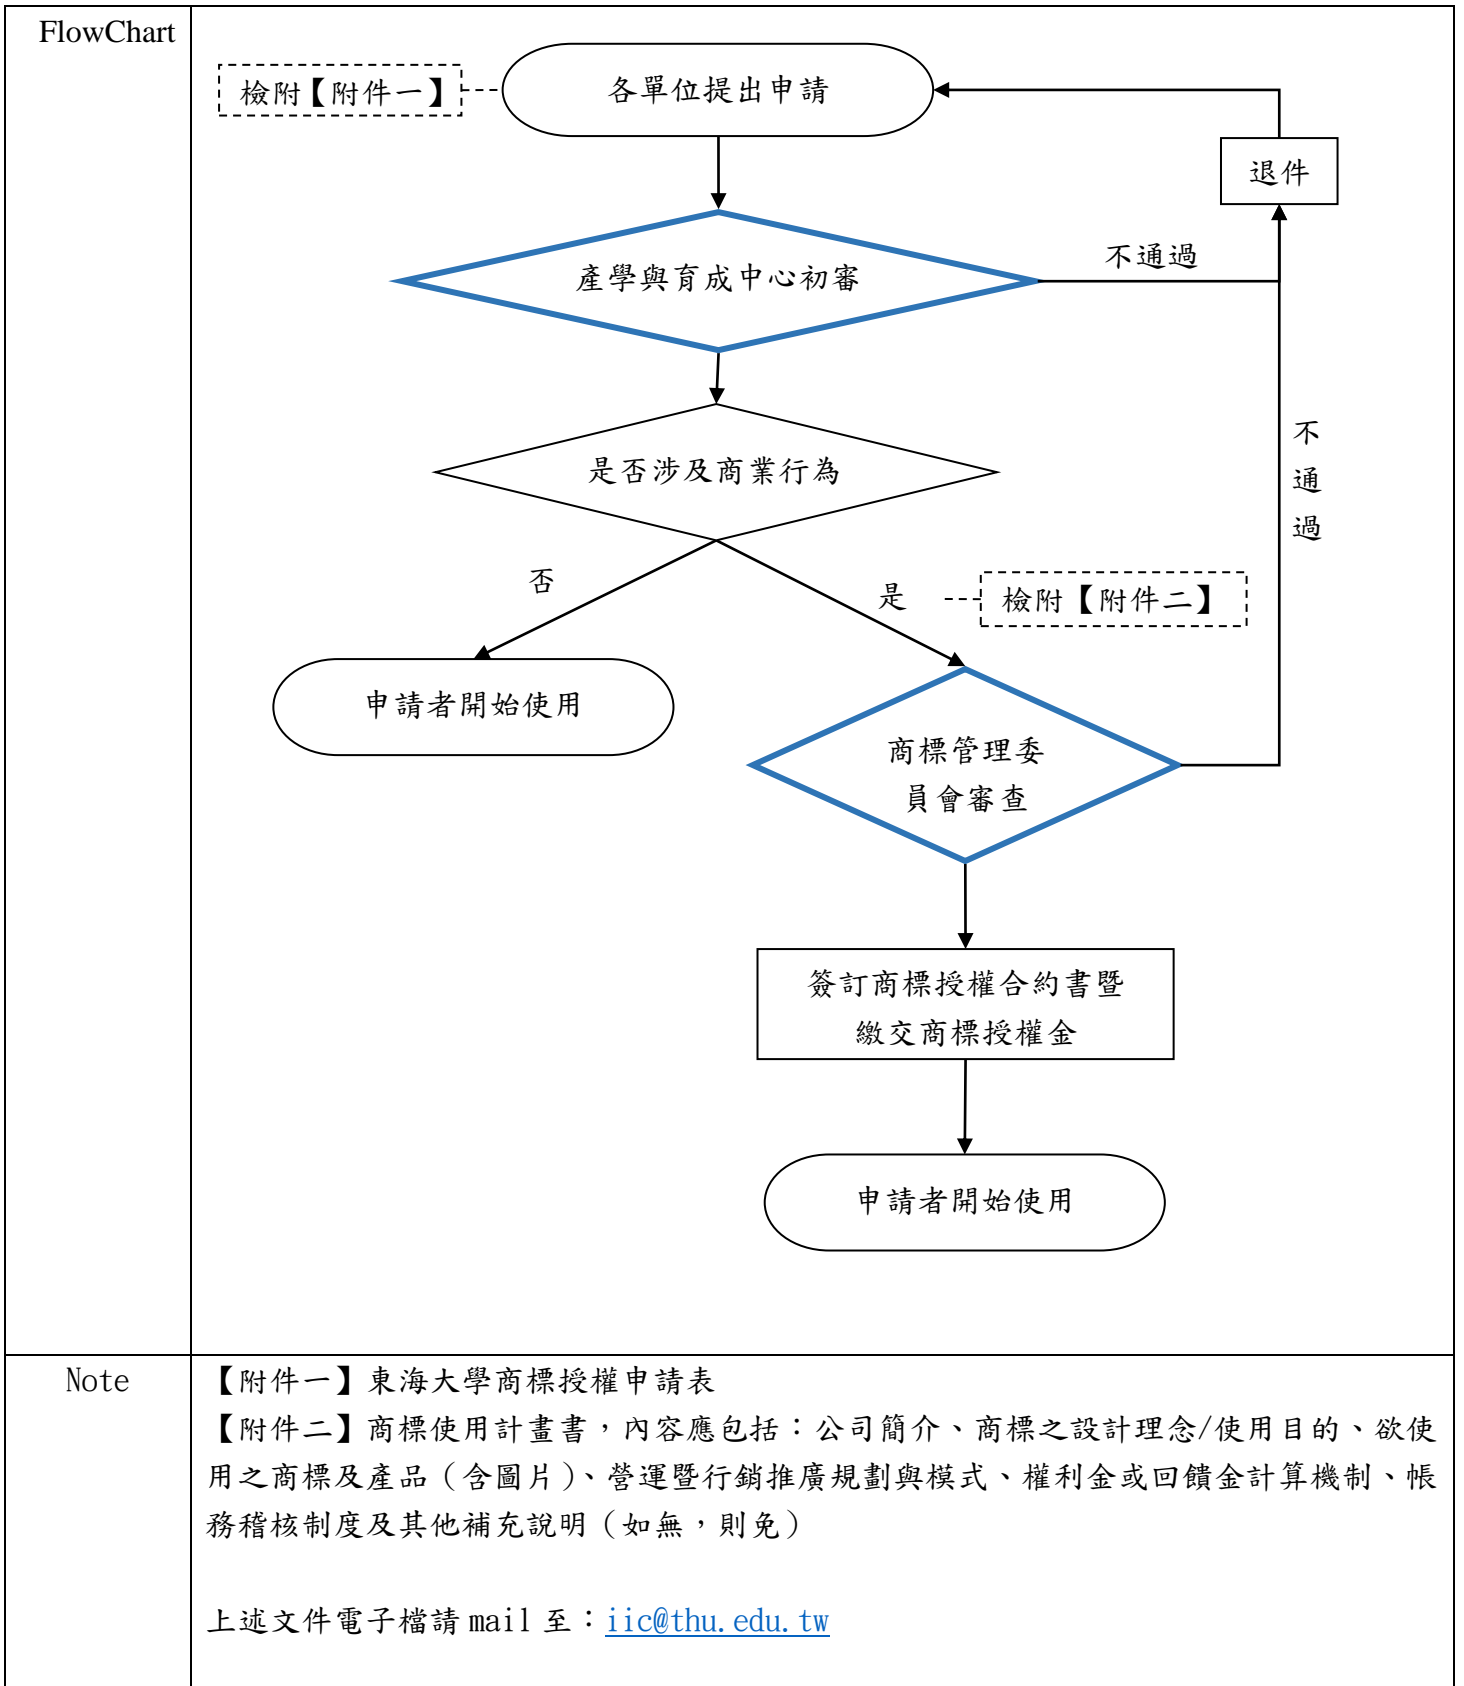 FlowChart
檢附【附件一】
各單位提出申請
退件
產學與育成中心初審
不通過
是否涉及商業行為
不
通
過
否
是
檢附【附件二】
申請者開始使用
商標管理委
員會審查
簽訂商標授權合約書暨
繳交商標授權金
申請者開始使用
Note
【附件一】東海大學商標授權申請表
【附件二】商標使用計畫書，內容應包括：公司簡介、商標之設計理念/使用目的、欲使
用之商標及產品（含圖片）、營運暨行銷推廣規劃與模式、權利金或回饋金計算機制、帳
務稽核制度及其他補充說明（如無，則免）
上述文件電子檔請 mail 至：iic@thu.edu.tw